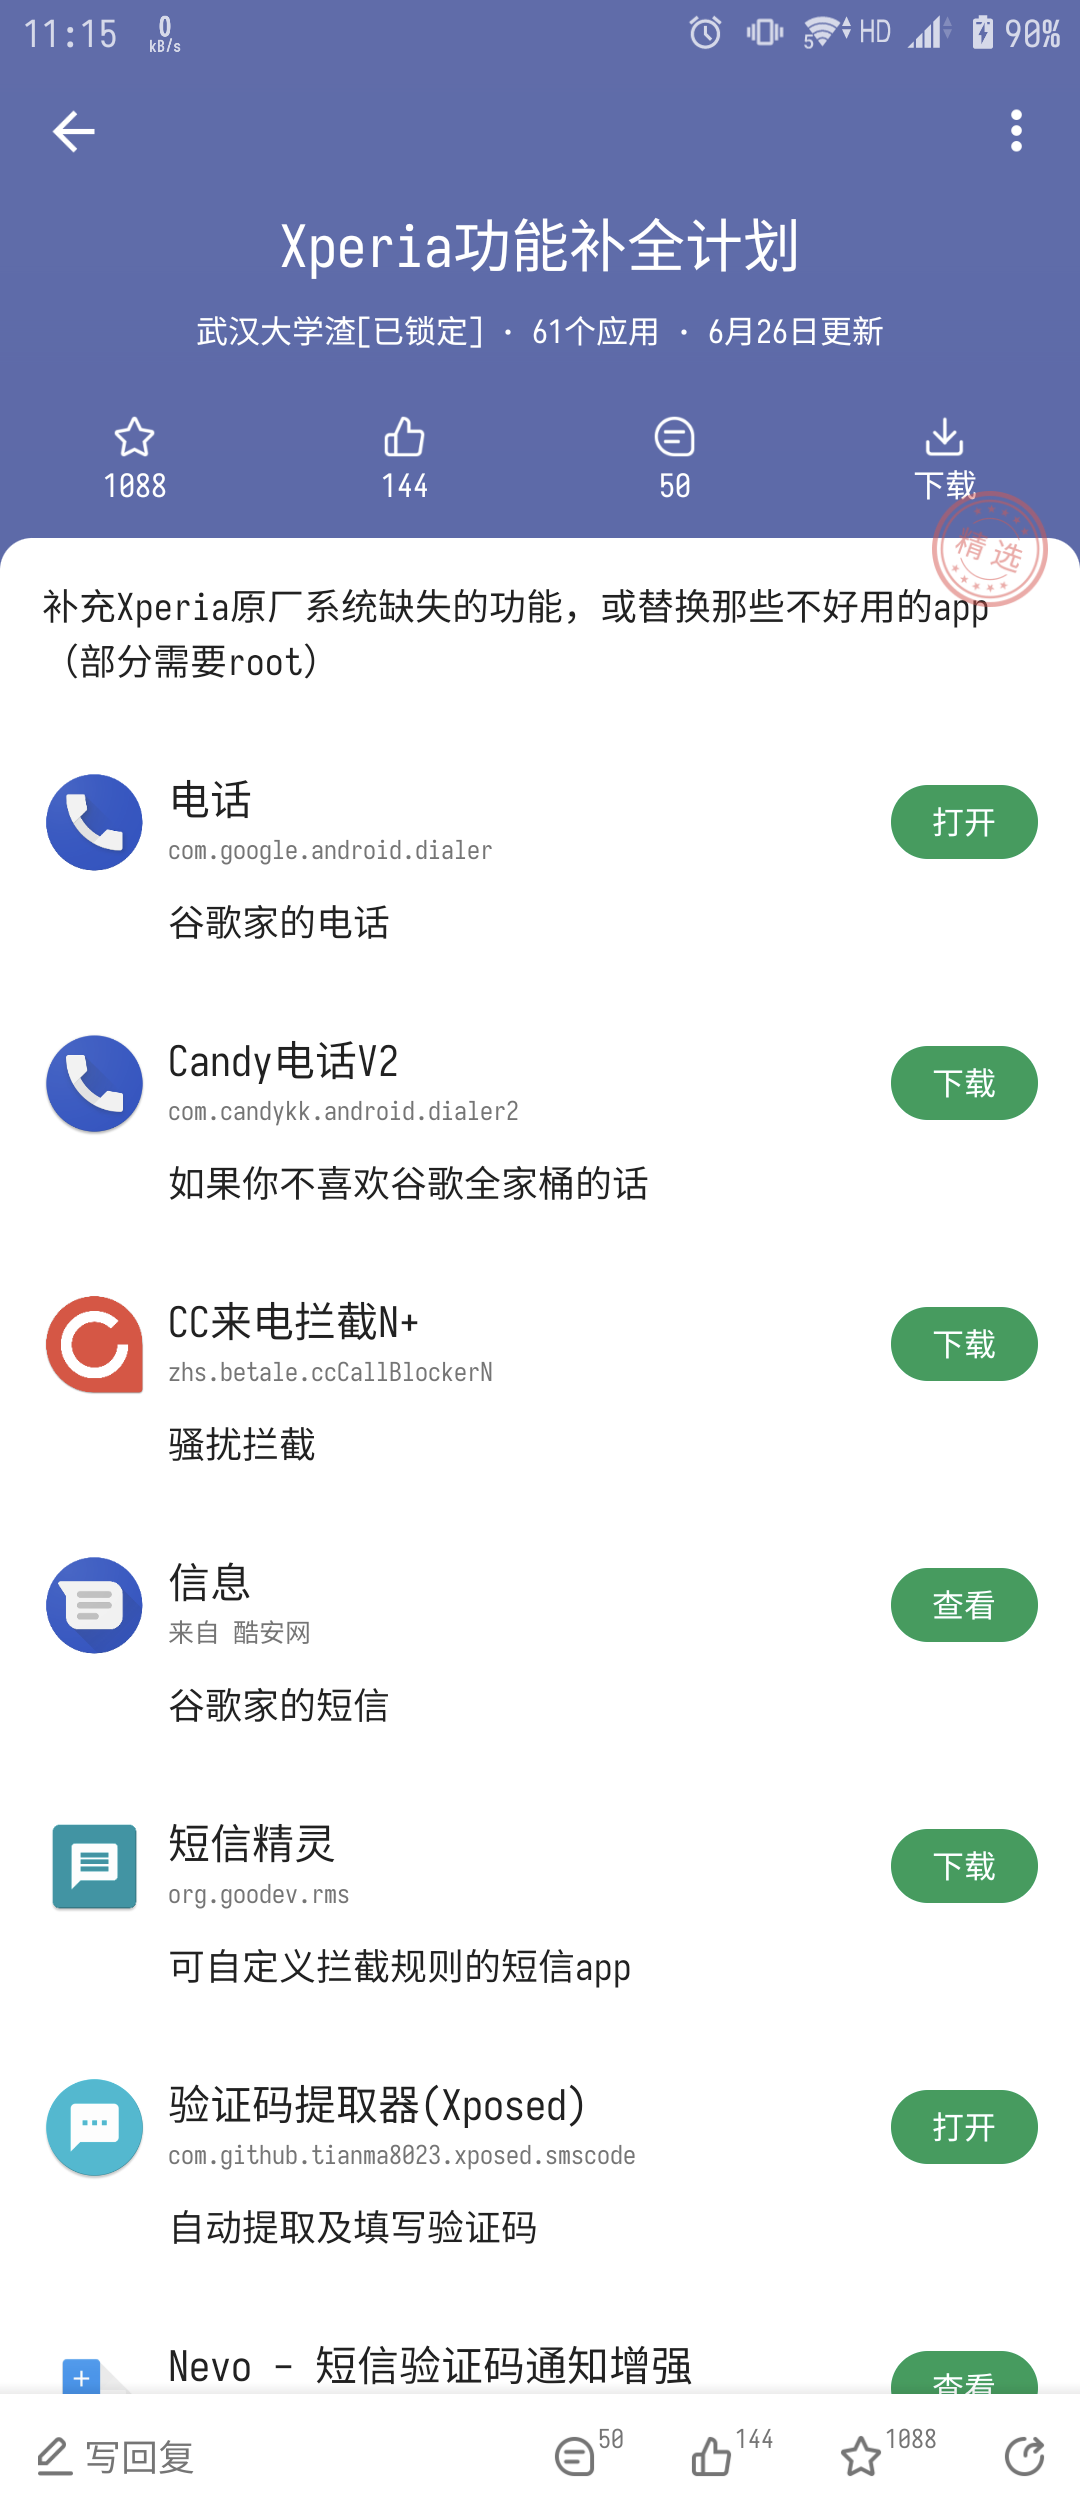 11:15
0
kB/s
5
HD
90%
Xperia功能补全计划
武汉大学渣[已锁定] · 61个应用 · 6月26日更新
1088
144
50
下载
精选
补充Xperia原厂系统缺失的功能，或替换那些不好用的app
（部分需要root）
电话
com.google.android.dialer
打开
谷歌家的电话
Candy电话V2
com.candykk.android.dialer2
下载
如果你不喜欢谷歌全家桶的话
CC来电拦截N+
zhs.betale.ccCallBlockerN
下载
骚扰拦截
信息
来自 酷安网
查看
谷歌家的短信
短信精灵
org.goodev.rms
下载
可自定义拦截规则的短信app
验证码提取器(Xposed)
com.github.tianma8023.xposed.smscode
打开
自动提取及填写验证码
Nevo - 短信验证码通知增强
查看
写回复
50
144
1088